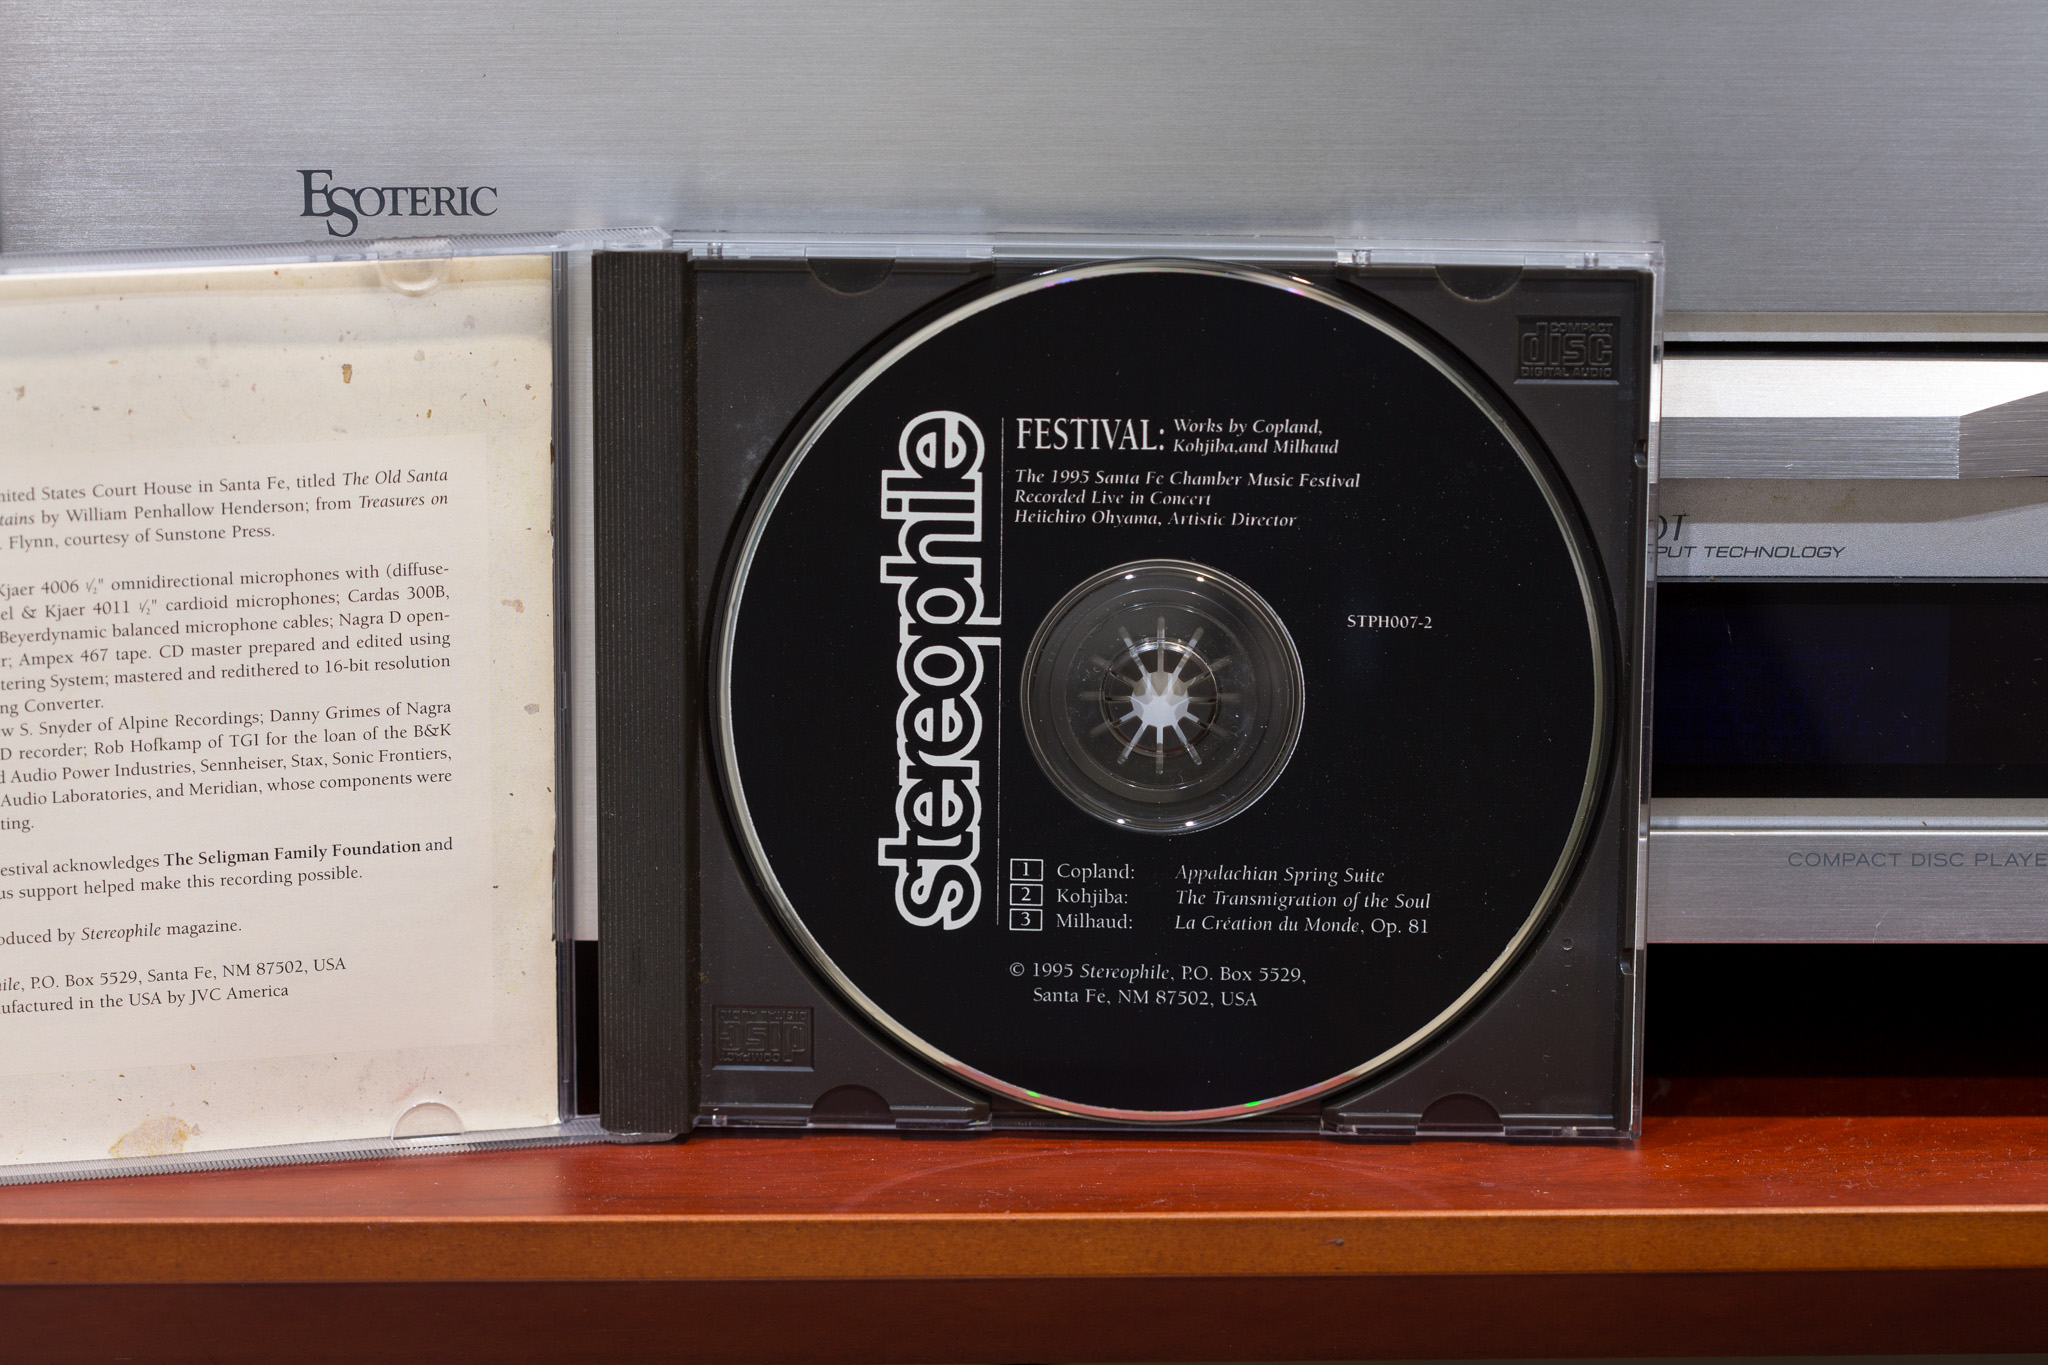 ESOTERIC
United States Court House in Santa Fe, titled The Old Santa
by William Penhallow Henderson; from Treasures on
Flynn, courtesy of Sunstone Press.
Kjaer 4006 ½" omnidirectional microphones with (diffuse-
& Kjaer 4011 ½" cardioid microphones; Cardas 300B,
Beyerdynamic balanced microphone cables; Nagra D open-
Ampex 467 tape. CD master prepared and edited using
System; mastered and redithered to 16-bit resolution
Converter.
S. Snyder of Alpine Recordings; Danny Grimes of Nagra
D recorder; Rob Hofkamp of TGI for the loan of the B&K
Audio Power Industries, Sennheiser, Stax, Sonic Frontiers,
Audio Laboratories, and Meridian, whose components were
estival acknowledges The Seligman Family Foundation and
support helped make this recording possible.
oduced by Stereophile magazine.
P.O. Box 5529, Santa Fe, NM 87502, USA
ufactured in the USA by JVC America
stereophile
FESTIVAL: Works by Copland,
Kohjiba,and Milhaud
The 1995 Santa Fe Chamber Music Festival
Recorded Live in Concert
Heiichiro Ohyama, Artistic Director
STPH007-2
1 Copland: Appalachian Spring Suite
2 Kohjiba: The Transmigration of the Soul
3 Milhaud: La Création du Monde, Op. 81
© 1995 Stereophile, P.O. Box 5529,
Santa Fe, NM 87502, USA
COMPACT
disc
DIGITAL AUDIO
COMPACT
disc
DIGITAL AUDIO
OT
PUT TECHNOLOGY
COMPACT DISC PLAYE